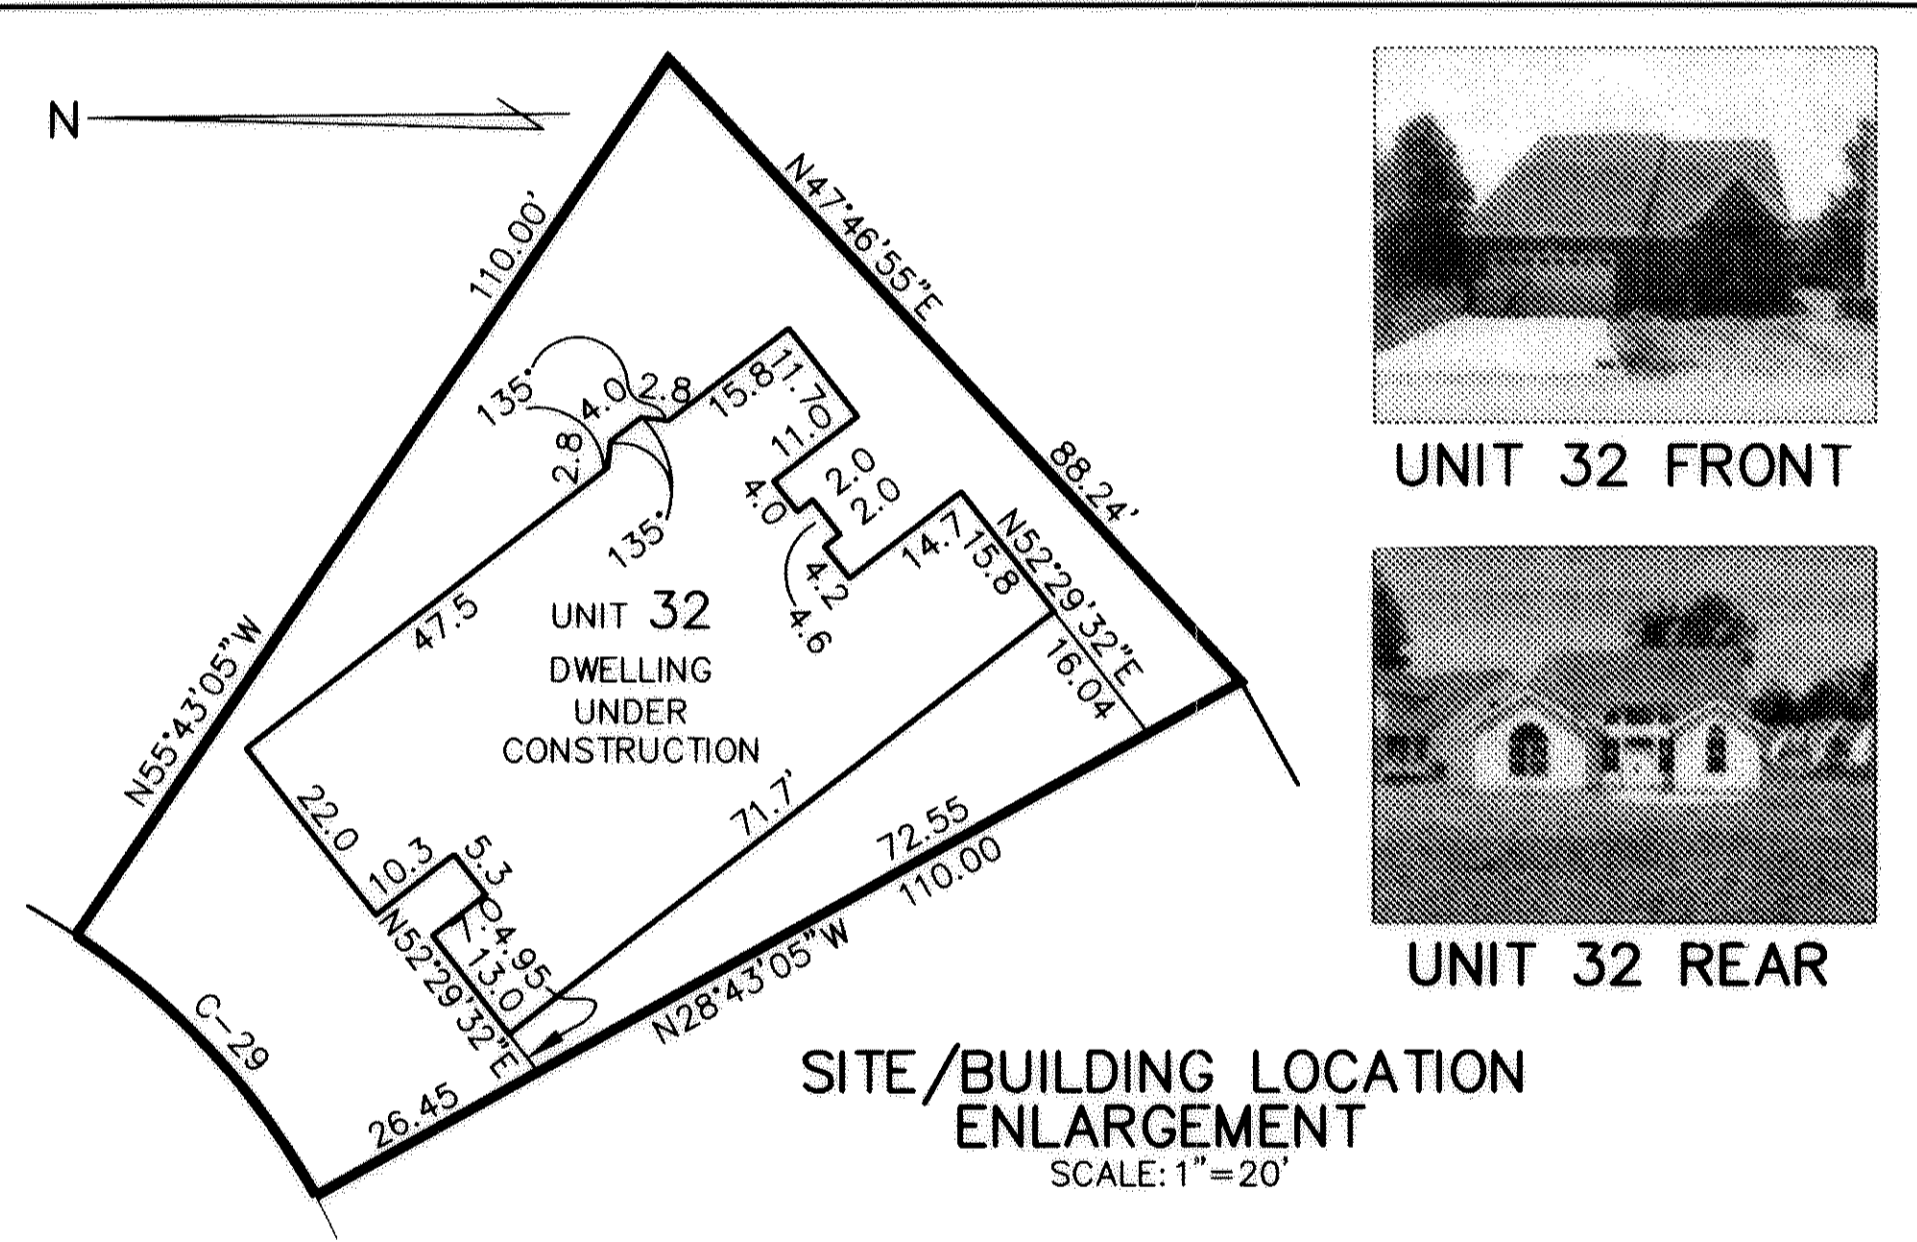 N
110.00'
N55°43'05"W
N47°46'55"E
88.24'
135°
4.0
2.8
2.8
135°
15.8
11.7
11.0
2.0
2.0
4.0
4.2
4.6
14.7
15.8
N52°29'32"E
16.04
47.5
UNIT 32
DWELLING
UNDER
CONSTRUCTION
71.7'
22.0
10.3
5.3
7.0
4.95
13.0
N52°29'32"E
72.55
110.00
N28°43'05"W
26.45
C-29
UNIT 32 FRONT
UNIT 32 REAR
SITE/BUILDING LOCATION
ENLARGEMENT
SCALE: 1"=20'